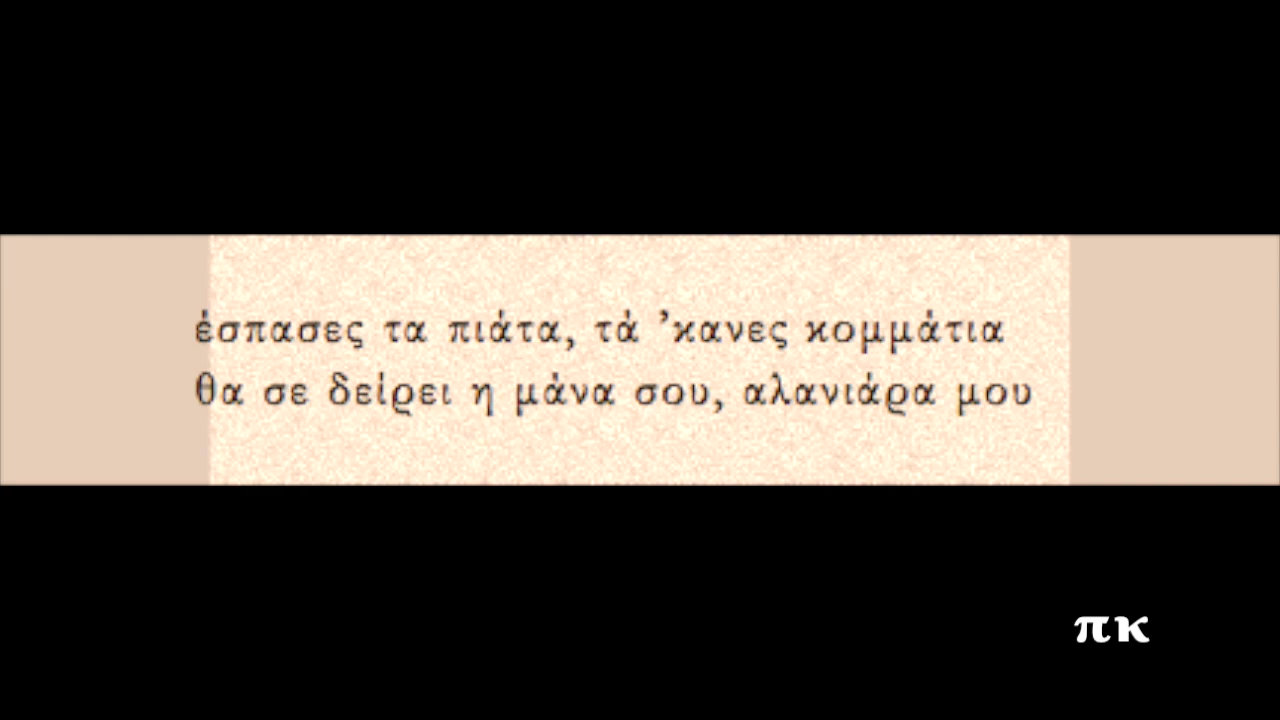 έσπασες τα πιάτα, τά ’κανες κομμάτια
θα σε δείρει η μάνα σου, αλανιάρα μου
πκ